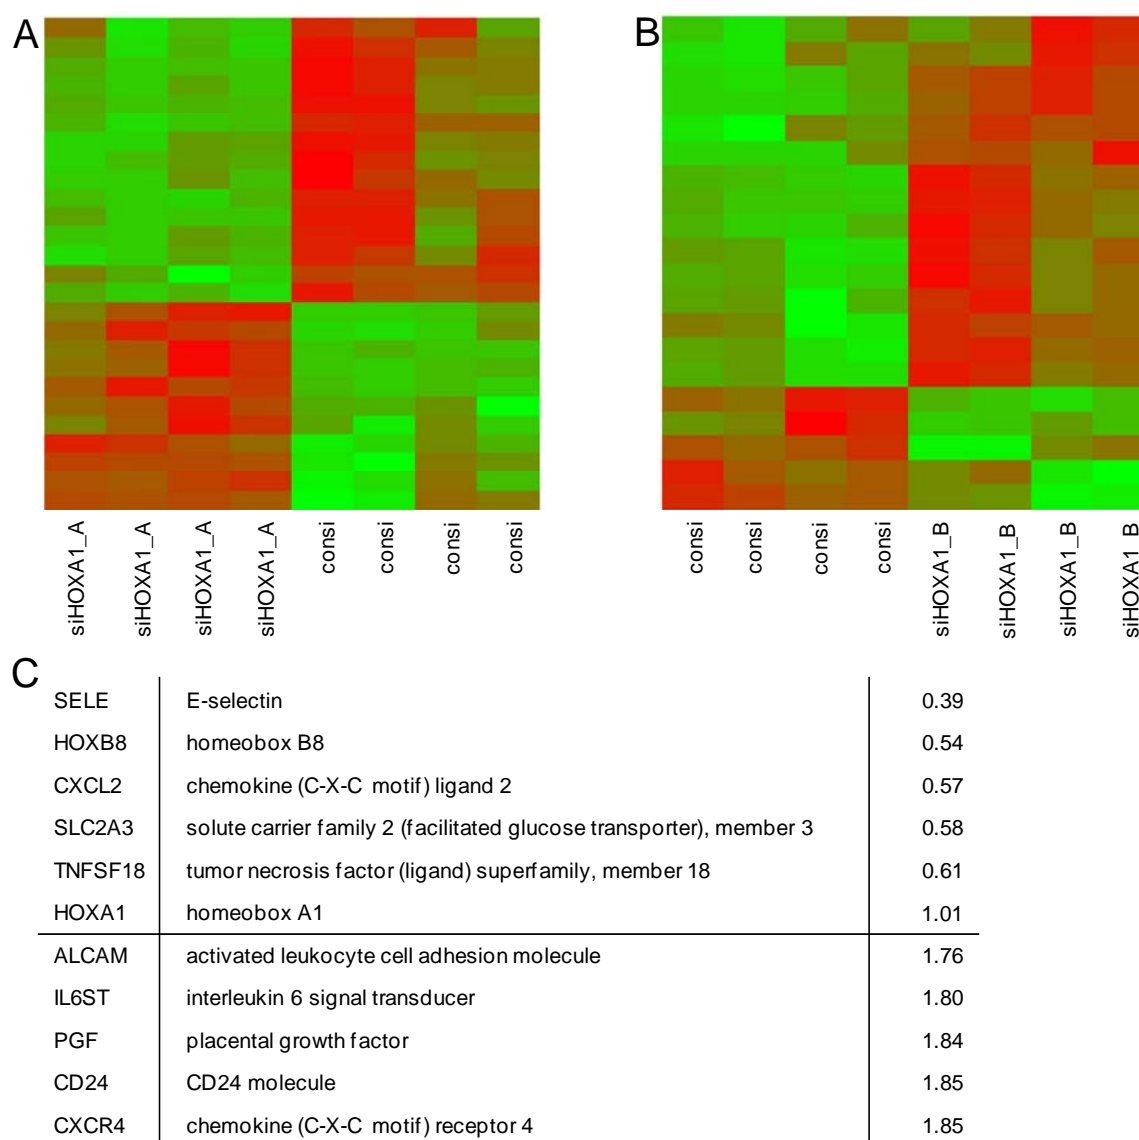 A
B
siHOXA1_A siHOXA1_A siHOXA1_A siHOXA1_A consi consi consi consi
consi consi consi consi siHOXA1_B siHOXA1_B siHOXA1_B siHOXA1_B
C
SELE E-selectin 0.39
HOXB8 homeobox B8 0.54
CXCL2 chemokine (C-X-C motif) ligand 2 0.57
SLC2A3 solute carrier family 2 (facilitated glucose transporter), member 3 0.58
TNFSF18 tumor necrosis factor (ligand) superfamily, member 18 0.61
HOXA1 homeobox A1 1.01
ALCAM activated leukocyte cell adhesion molecule 1.76
IL6ST interleukin 6 signal transducer 1.80
PGF placental growth factor 1.84
CD24 CD24 molecule 1.85
CXCR4 chemokine (C-X-C motif) receptor 4 1.85